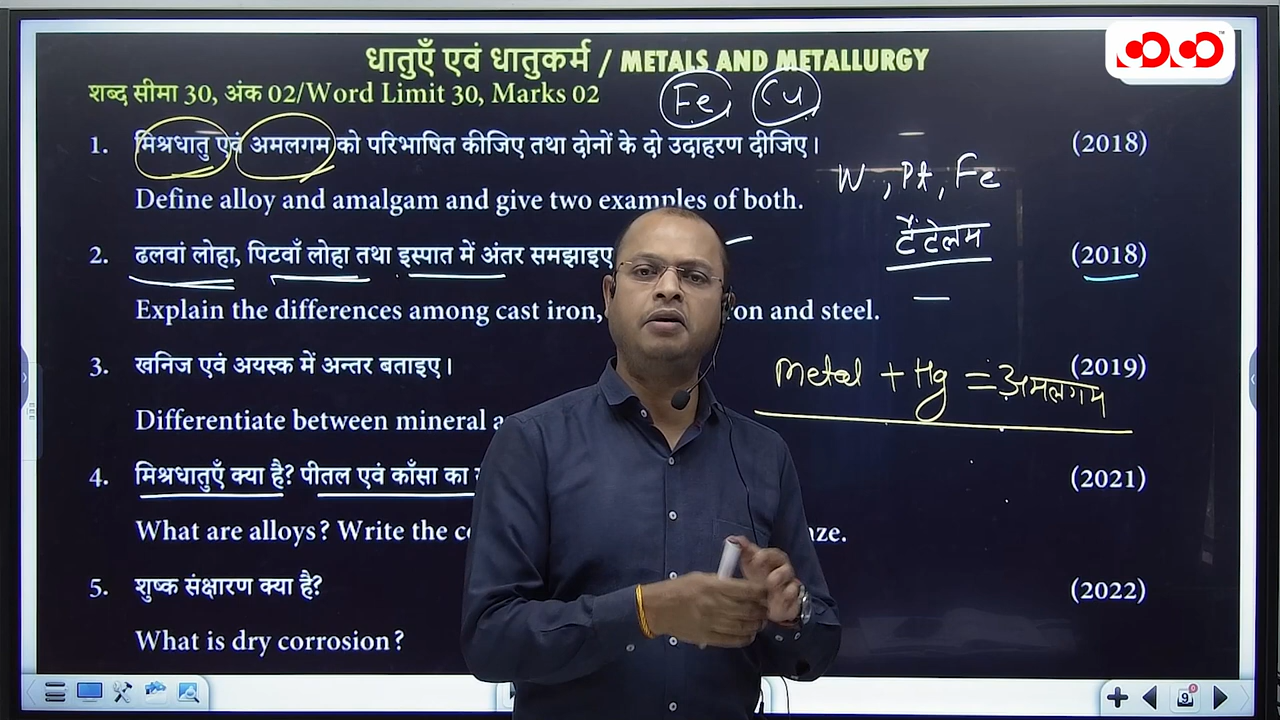 धातुएँ एवं धातुकर्म / METALS AND METALLURGY
शब्द सीमा 30, अंक 02/Word Limit 30, Marks 02
Fe Cu
1. मिश्रधातु एवं अमलगम को परिभाषित कीजिए तथा दोनों के दो उदाहरण दीजिए। (2018)
W, Pt, Fe
Define alloy and amalgam and give two examples of both.
टैंटेलम
2. ढलवां लोहा, पिटवाँ लोहा तथा इस्पात में अंतर समझाइए (2018)
Explain the differences among cast iron, on and steel.
3. खनिज एवं अयस्क में अन्तर बताइए। (2019)
Metal + Hg = अमलगम
Differentiate between mineral
4. मिश्रधातुएँ क्या है? पीतल एवं काँसा का (2021)
What are alloys? Write the ze.
5. शुष्क संक्षारण क्या है? (2022)
What is dry corrosion?
9